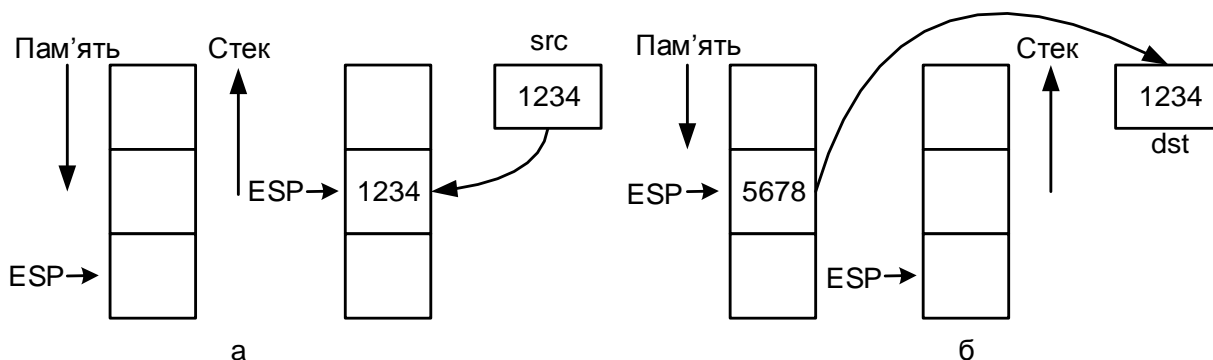 Пам’ять
Стек
src
1234
ESP
1234
ESP
а
Пам’ять
Стек
1234
dst
ESP
5678
ESP
б